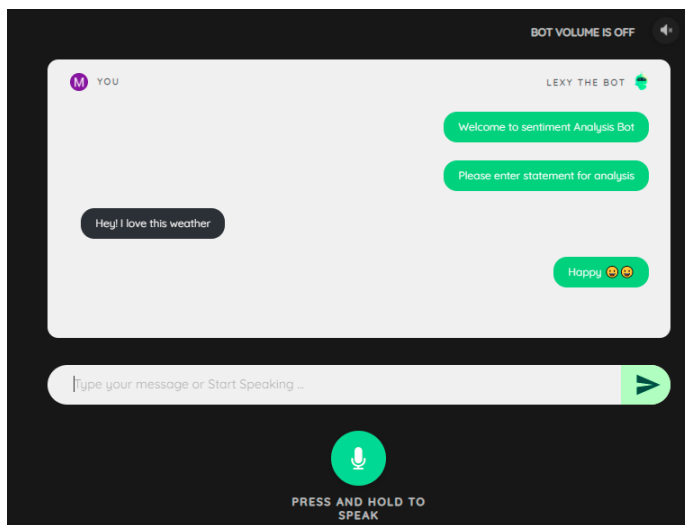 BOT VOLUME IS OFF
M YOU
LEXY THE BOT
Welcome to sentiment Analysis Bot
Please enter statement for analysis
Hey! I love this weather
Happy 😀😀
Type your message or Start Speaking ...
PRESS AND HOLD TO
SPEAK